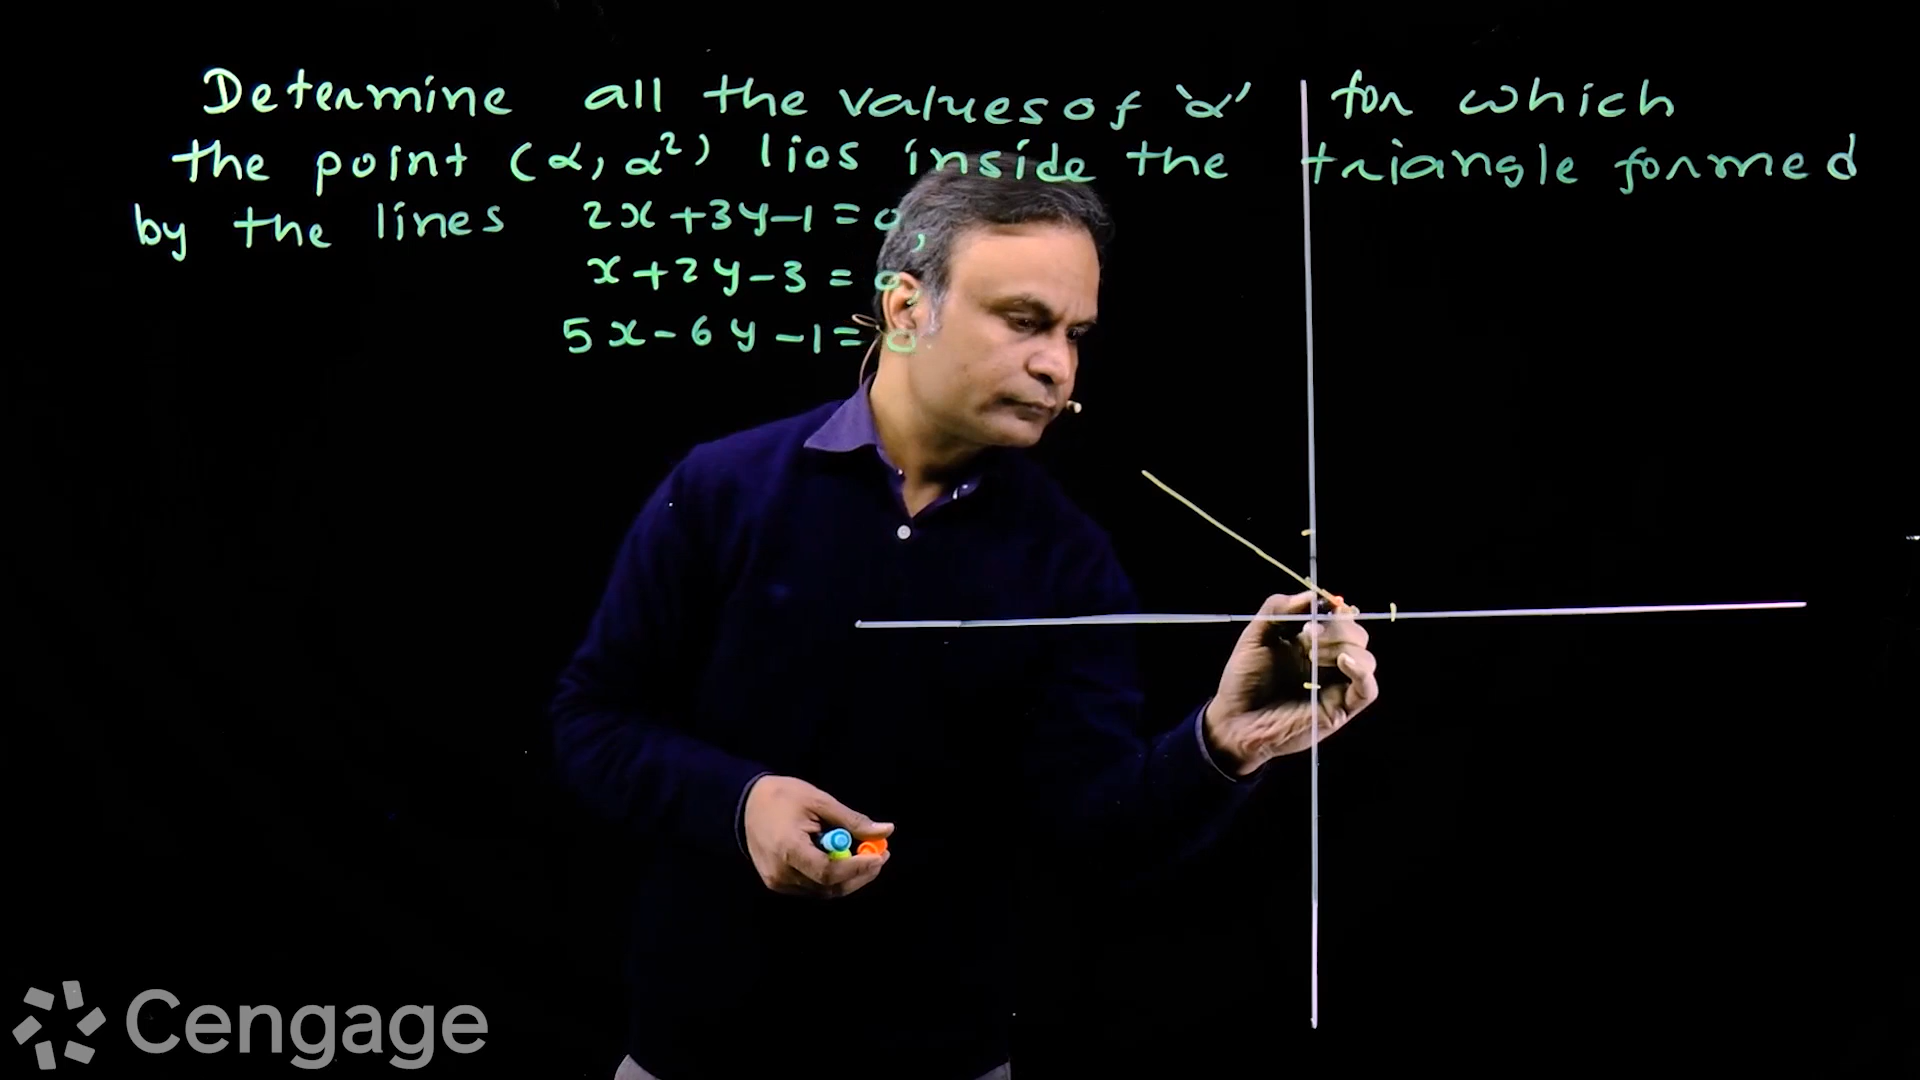 Determine all the values of 'α' for which
the point (α, α²) lies inside the triangle formed
by the lines 2x+3y-1=0,
x+2y-3=0,
5x-6y-1=0.
Cengage